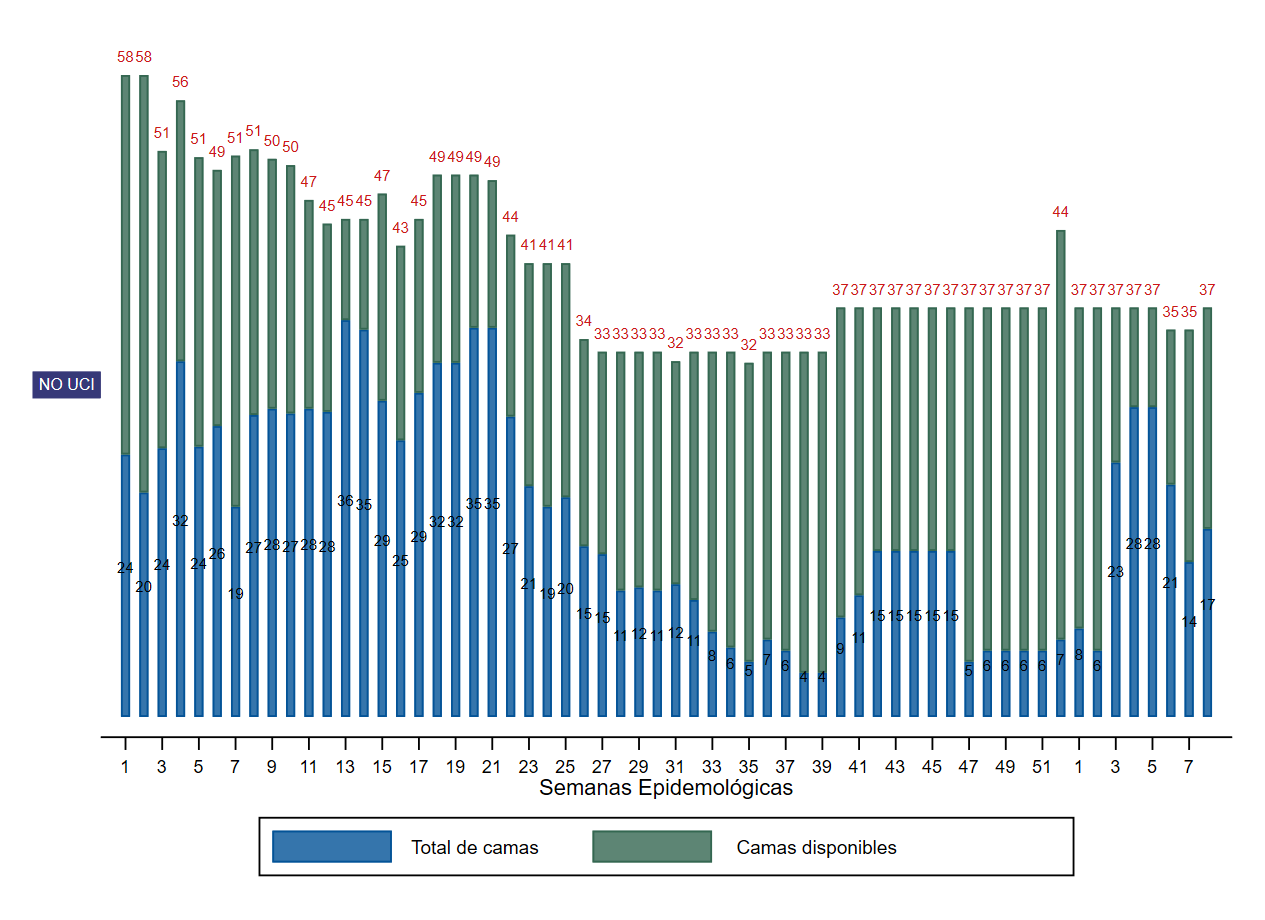 58 58
56
51 51 49 51 51 50 50
47 45 45 45 47 43 45
49 49 49 49
44 44
41 41 41
34 33 33 33 33 32 33 33 33 32 33 33 33 33
37 37 37 37 37 37 37 37 37 37 37 37 37 37 37 37 37 35 35 37
NO UCI
24 20 24 32 24 26 19 27 28 27 28 28 36 35 29 25 29 32 32 35 35 27 21 19 20 15 15 11 12 11 12 11 8 6 5 7 6 4 4 9 11 15 15 15 15 15 5 6 6 6 6 7 8 6 23 28 28 21 14 17
1 3 5 7 9 11 13 15 17 19 21 23 25 27 29 31 33 35 37 39 41 43 45 47 49 51 1 3 5 7
Semanas Epidemológicas
Total de camas Camas disponibles